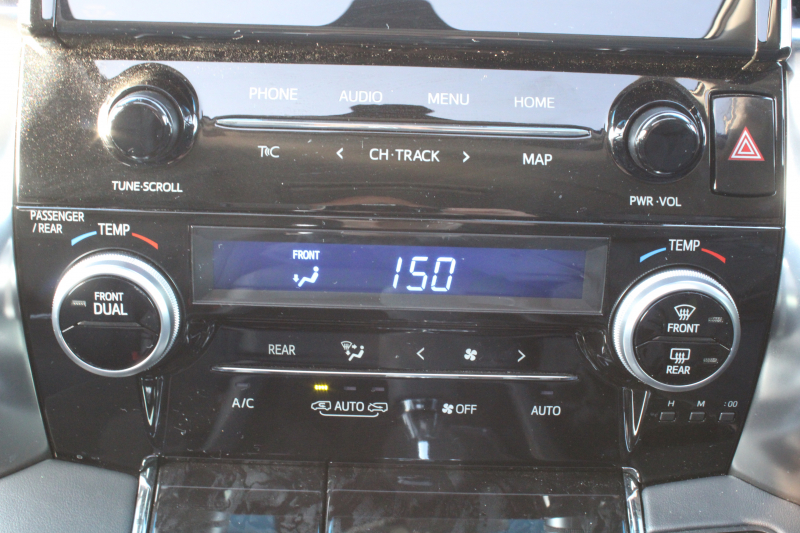 PHONE AUDIO MENU HOME
CH·TRACK MAP
TUNE·SCROLL
PWR·VOL
PASSENGER
/ REAR
TEMP
TEMP
FRONT
DUAL
FRONT
150
FRONT
REAR
REAR
A/C
AUTO
OFF
AUTO
H M :00